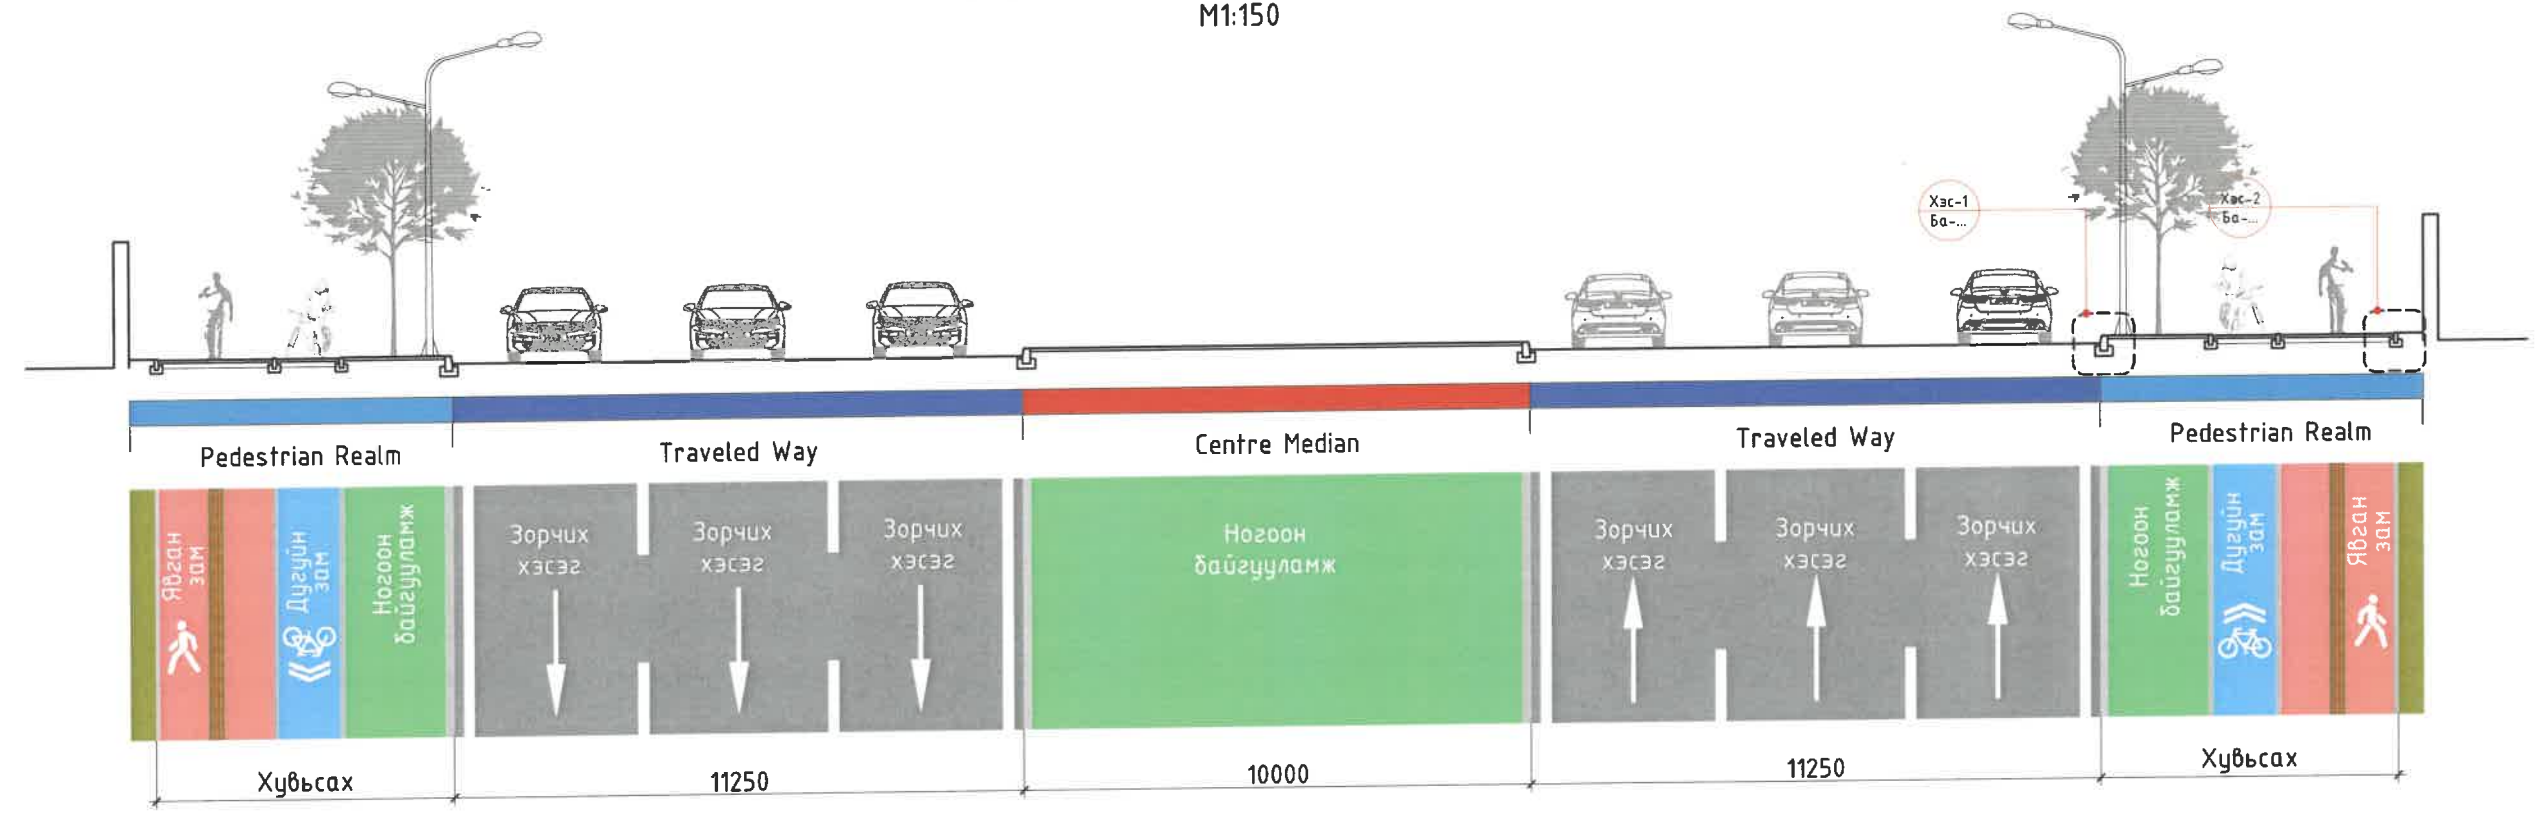 М1:150
Хэс-1
Ба-...
Хэс-2
Ба-...
Pedestrian Realm
Traveled Way
Centre Median
Traveled Way
Pedestrian Realm
Явган
зам
Дугуйн
зам
Ногоон
байгууламж
Зорчих
хэсэг
Зорчих
хэсэг
Зорчих
хэсэг
Ногоон
байгууламж
Зорчих
хэсэг
Зорчих
хэсэг
Зорчих
хэсэг
Ногоон
байгууламж
Дугуйн
зам
Явган
зам
Хувьсах
11250
10000
11250
Хувьсах